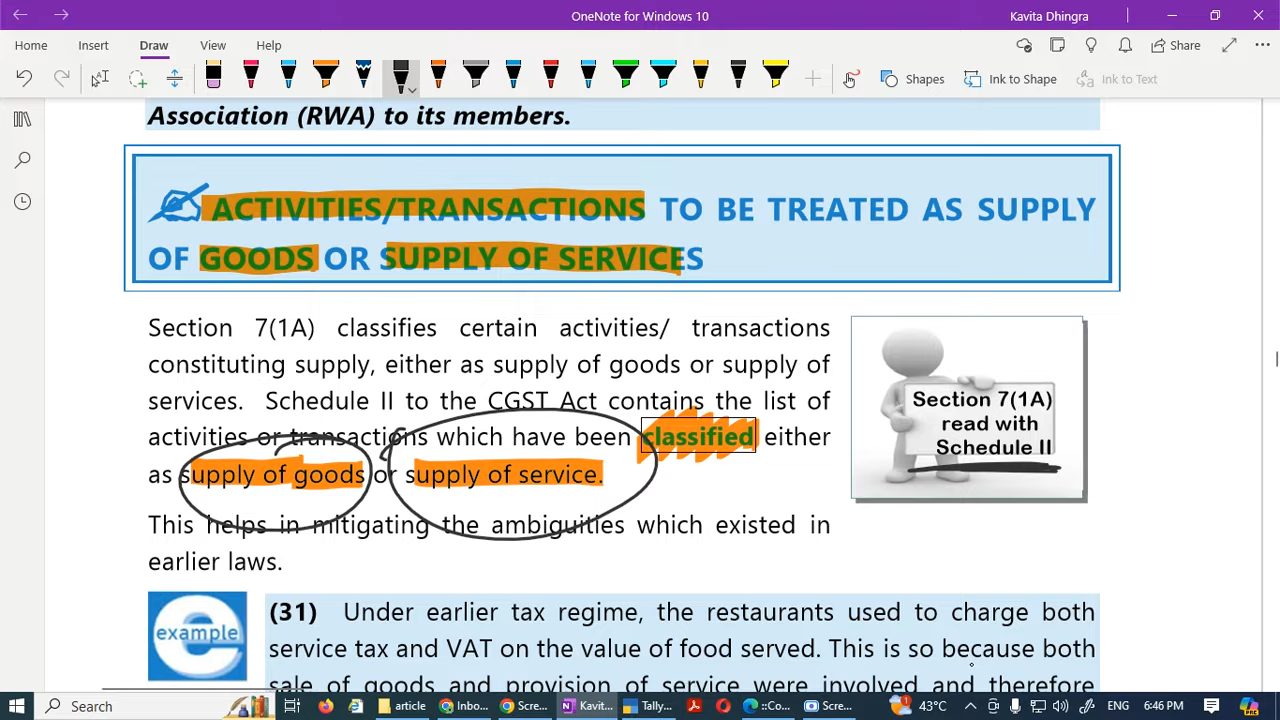 OneNote for Windows 10
Kavita Dhingra
Home Insert Draw View Help
Share
Shapes Ink to Shape Ink to Text
Association (RWA) to its members.
ACTIVITIES/TRANSACTIONS TO BE TREATED AS SUPPLY
OF GOODS OR SUPPLY OF SERVICES
Section 7(1A) classifies certain activities/ transactions
constituting supply, either as supply of goods or supply of
services. Schedule II to the CGST Act contains the list of
activities or transactions which have been classified either
as supply of goods or supply of service.
Section 7(1A)
read with
Schedule II
This helps in mitigating the ambiguities which existed in
earlier laws.
example
(31) Under earlier tax regime, the restaurants used to charge both
service tax and VAT on the value of food served. This is so because both
sale of goods and provision of service were involved and therefore
Search
article
Inbo...
Scre...
Kavit...
Tally...
::Co...
Scre...
1
43°C
ENG
6:46 PM